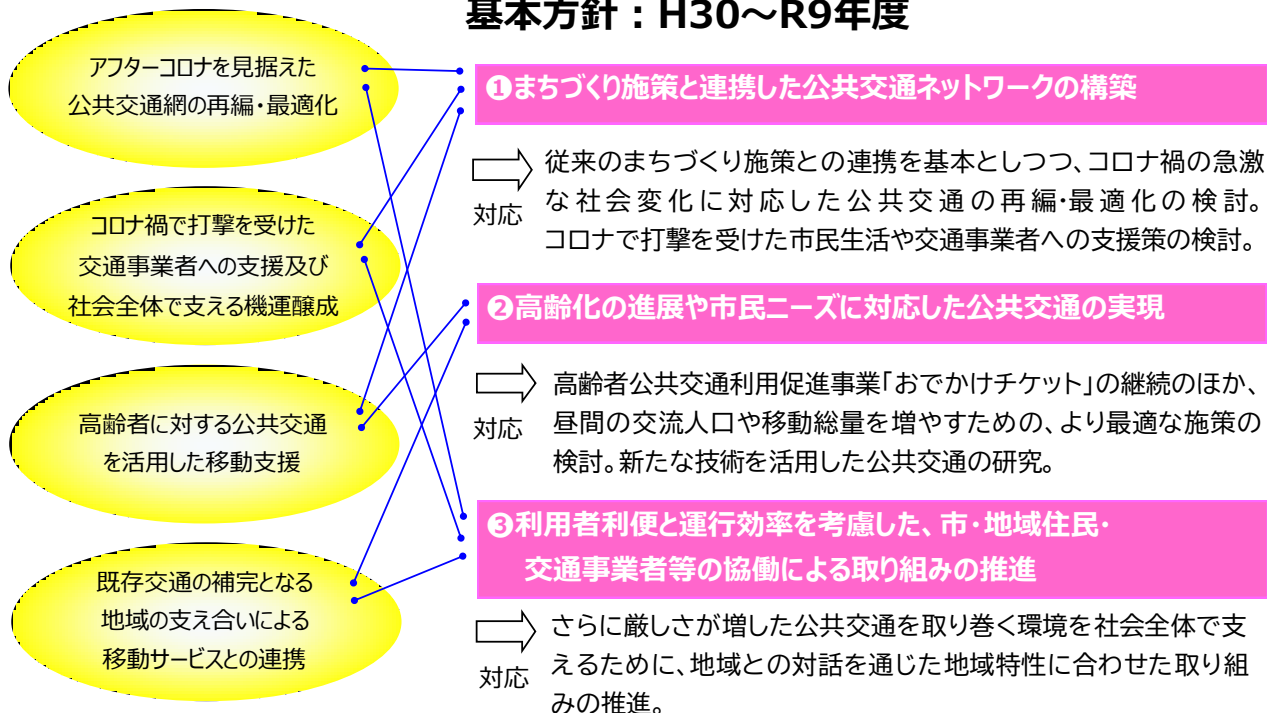 基本方針：H30～R9年度
アフターコロナを見据えた
公共交通網の再編・最適化
コロナ禍で打撃を受けた
交通事業者への支援及び
社会全体で支える機運醸成
高齢者に対する公共交通
を活用した移動支援
既存交通の補完となる
地域の支え合いによる
移動サービスとの連携
❶まちづくり施策と連携した公共交通ネットワークの構築
対応
従来のまちづくり施策との連携を基本としつつ、コロナ禍の急激
な社会変化に対応した公共交通の再編・最適化の検討。
コロナで打撃を受けた市民生活や交通事業者への支援策の検討。
❷高齢化の進展や市民ニーズに対応した公共交通の実現
対応
高齢者公共交通利用促進事業「おでかけチケット」の継続のほか、
昼間の交流人口や移動総量を増やすための、より最適な施策の
検討。新たな技術を活用した公共交通の研究。
❸利用者利便と運行効率を考慮した、市・地域住民・
交通事業者等の協働による取り組みの推進
対応
さらに厳しさが増した公共交通を取り巻く環境を社会全体で支
えるために、地域との対話を通じた地域特性に合わせた取り組
みの推進。